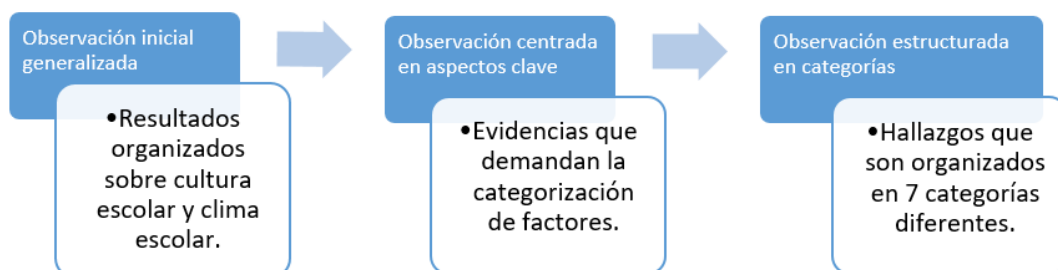 Observación inicial
generalizada
•Resultados
organizados
sobre cultura
escolar y clima
escolar.
Observación centrada
en aspectos clave
•Evidencias que
demandan la
categorización
de factores.
Observación estructurada
en categorías
•Hallazgos que
son organizados
en 7 categorías
diferentes.